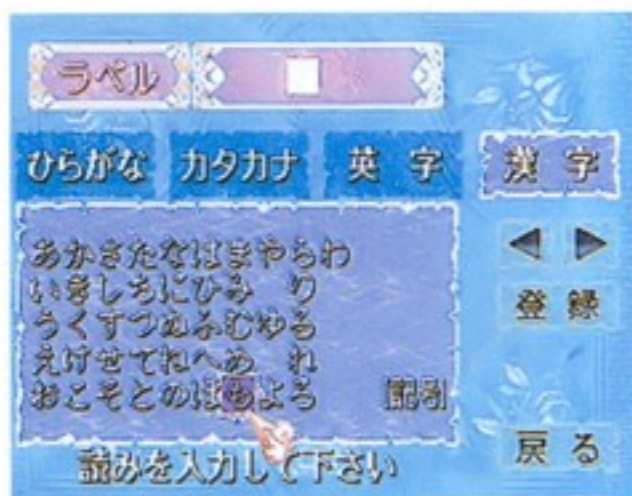 ラベル
ひらがな カタカナ 英字 漢字
あかさたなはまやらわ
いきしちにひみ り
うくすつぬふむゆる
えけせてねへめ れ
おこそとのほもよろ 記号
◀ ▶
登録
戻る
読みを入力して下さい